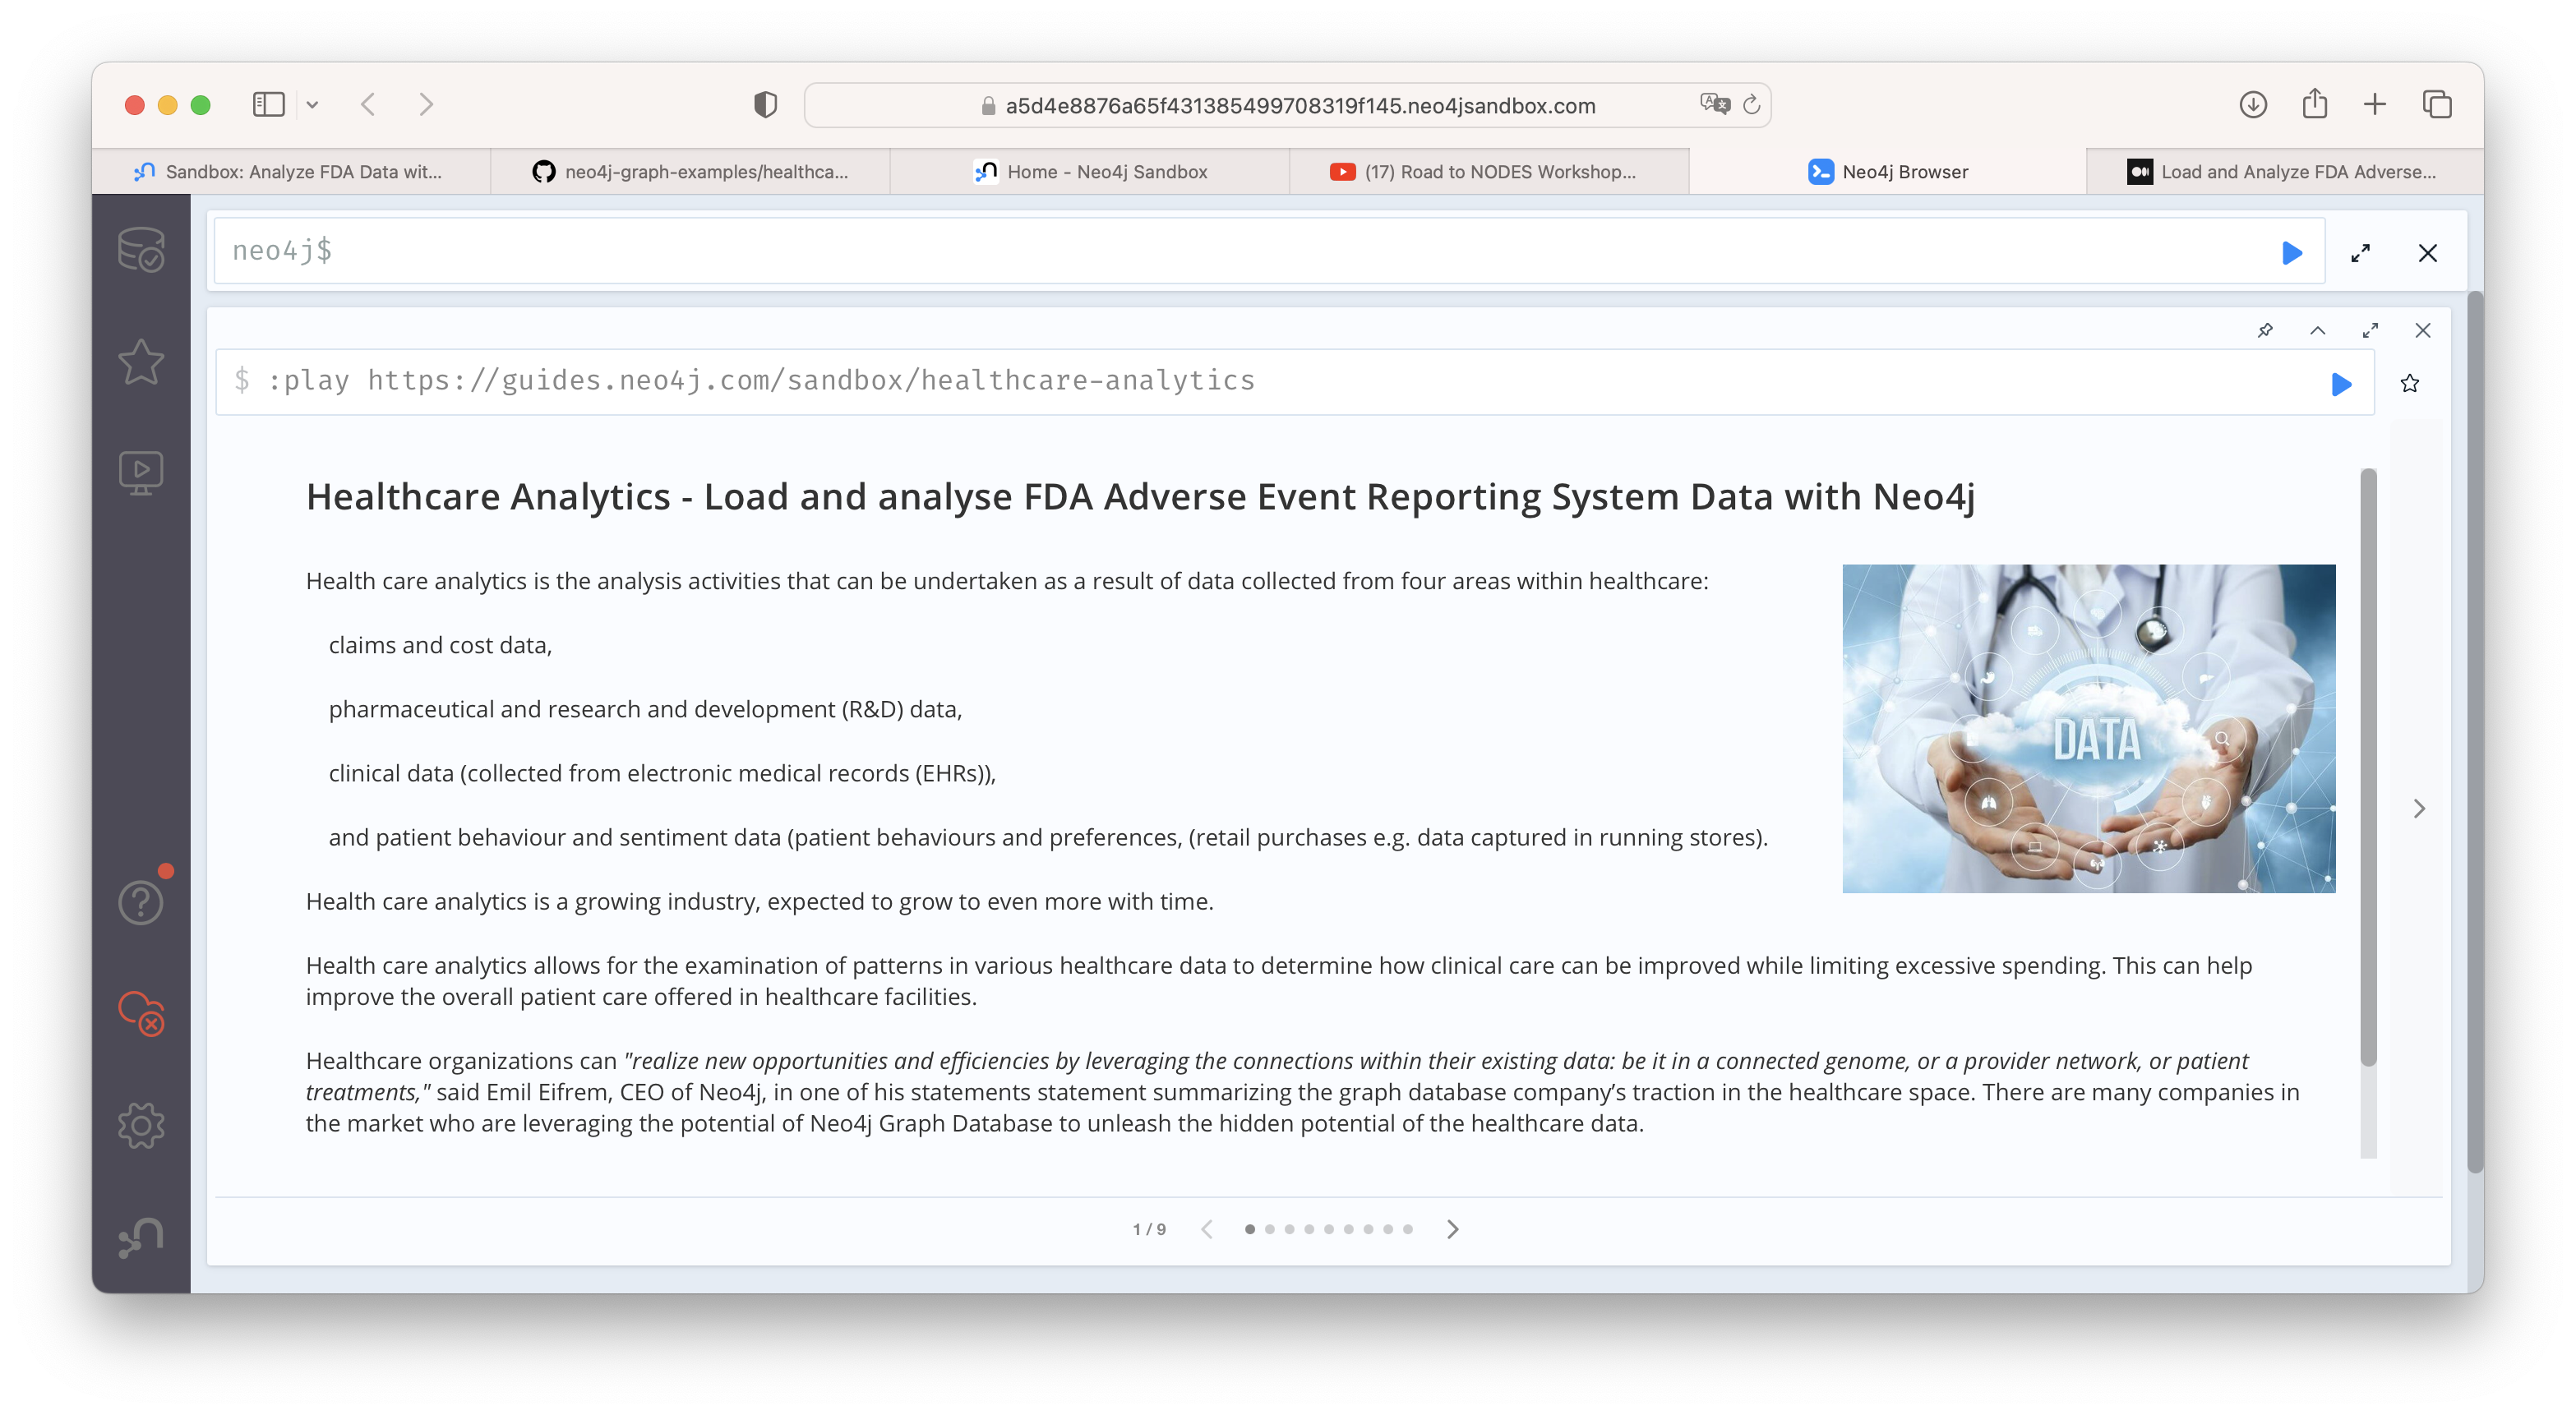 a5d4e8876a65f431385499708319f145.neo4jsandbox.com
Sandbox: Analyze FDA Data wit...
neo4j-graph-examples/healthca...
Home - Neo4j Sandbox
(17) Road to NODES Workshop...
Neo4j Browser
Load and Analyze FDA Adverse...
neo4j$
$ :play https://guides.neo4j.com/sandbox/healthcare-analytics
Healthcare Analytics - Load and analyse FDA Adverse Event Reporting System Data with Neo4j
Health care analytics is the analysis activities that can be undertaken as a result of data collected from four areas within healthcare:
claims and cost data,
pharmaceutical and research and development (R&D) data,
clinical data (collected from electronic medical records (EHRs)),
and patient behaviour and sentiment data (patient behaviours and preferences, (retail purchases e.g. data captured in running stores).
DATA
Health care analytics is a growing industry, expected to grow to even more with time.
Health care analytics allows for the examination of patterns in various healthcare data to determine how clinical care can be improved while limiting excessive spending. This can help
improve the overall patient care offered in healthcare facilities.
Healthcare organizations can "realize new opportunities and efficiencies by leveraging the connections within their existing data: be it in a connected genome, or a provider network, or patient
treatments," said Emil Eifrem, CEO of Neo4j, in one of his statements statement summarizing the graph database company’s traction in the healthcare space. There are many companies in
the market who are leveraging the potential of Neo4j Graph Database to unleash the hidden potential of the healthcare data.
1 / 9